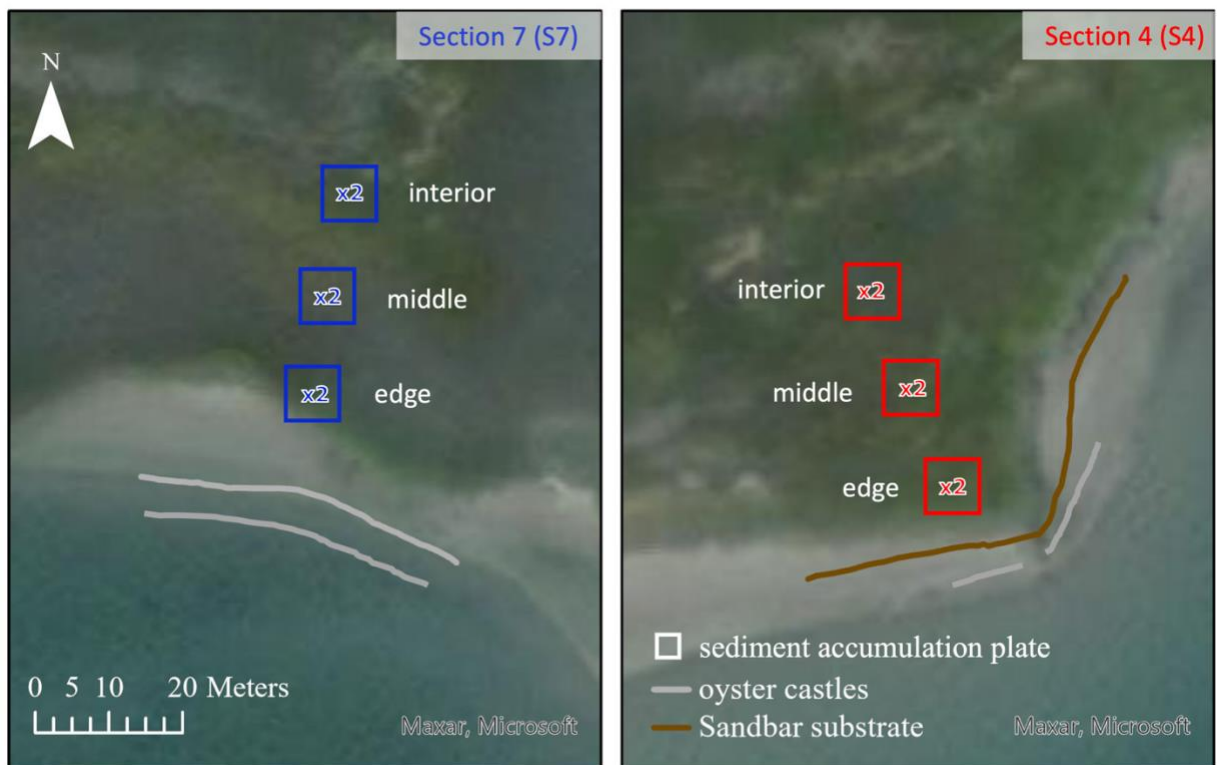 Section 7 (S7)
N
x2 interior
x2 middle
x2 edge
0 5 10 20 Meters
Maxar, Microsoft
Section 4 (S4)
interior x2
middle x2
edge x2
sediment accumulation plate
oyster castles
Sandbar substrate
Maxar, Microsoft